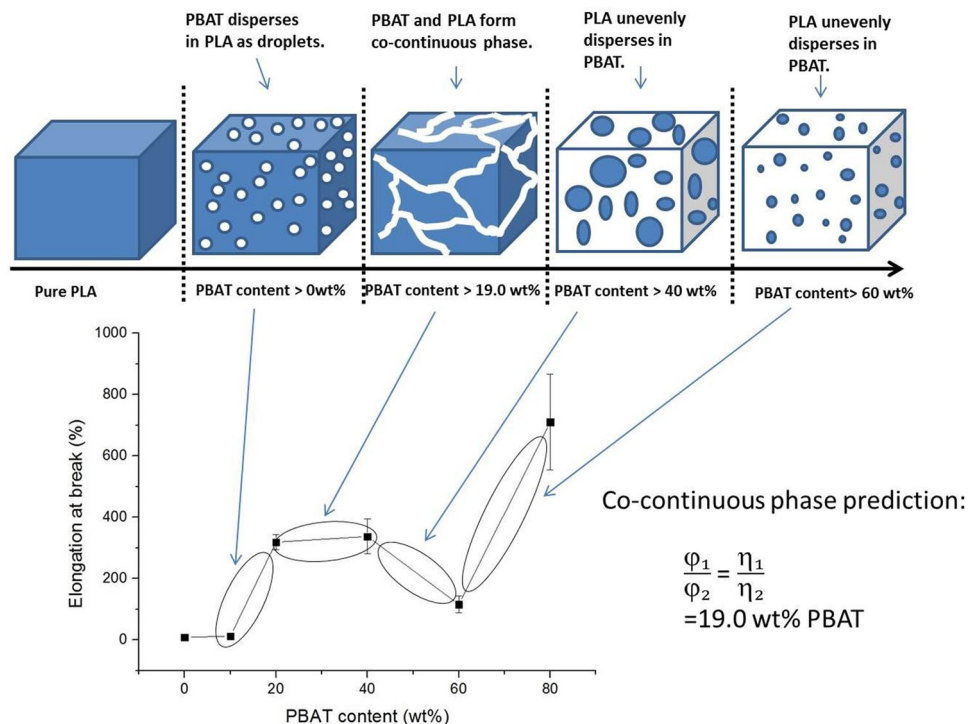 PBAT disperses
in PLA as droplets.
PBAT and PLA form
co-continuous phase.
PLA unevenly
disperses in
PBAT.
PLA unevenly
disperses in
PBAT.
Pure PLA
PBAT content > 0wt%
PBAT content > 19.0 wt%
PBAT content > 40 wt%
PBAT content> 60 wt%
1000
800
600
400
200
0
Elongation at break (%)
0 20 40 60 80
PBAT content (wt%)
Co-continuous phase prediction:
φ₁/φ₂ = η₁/η₂
=19.0 wt% PBAT